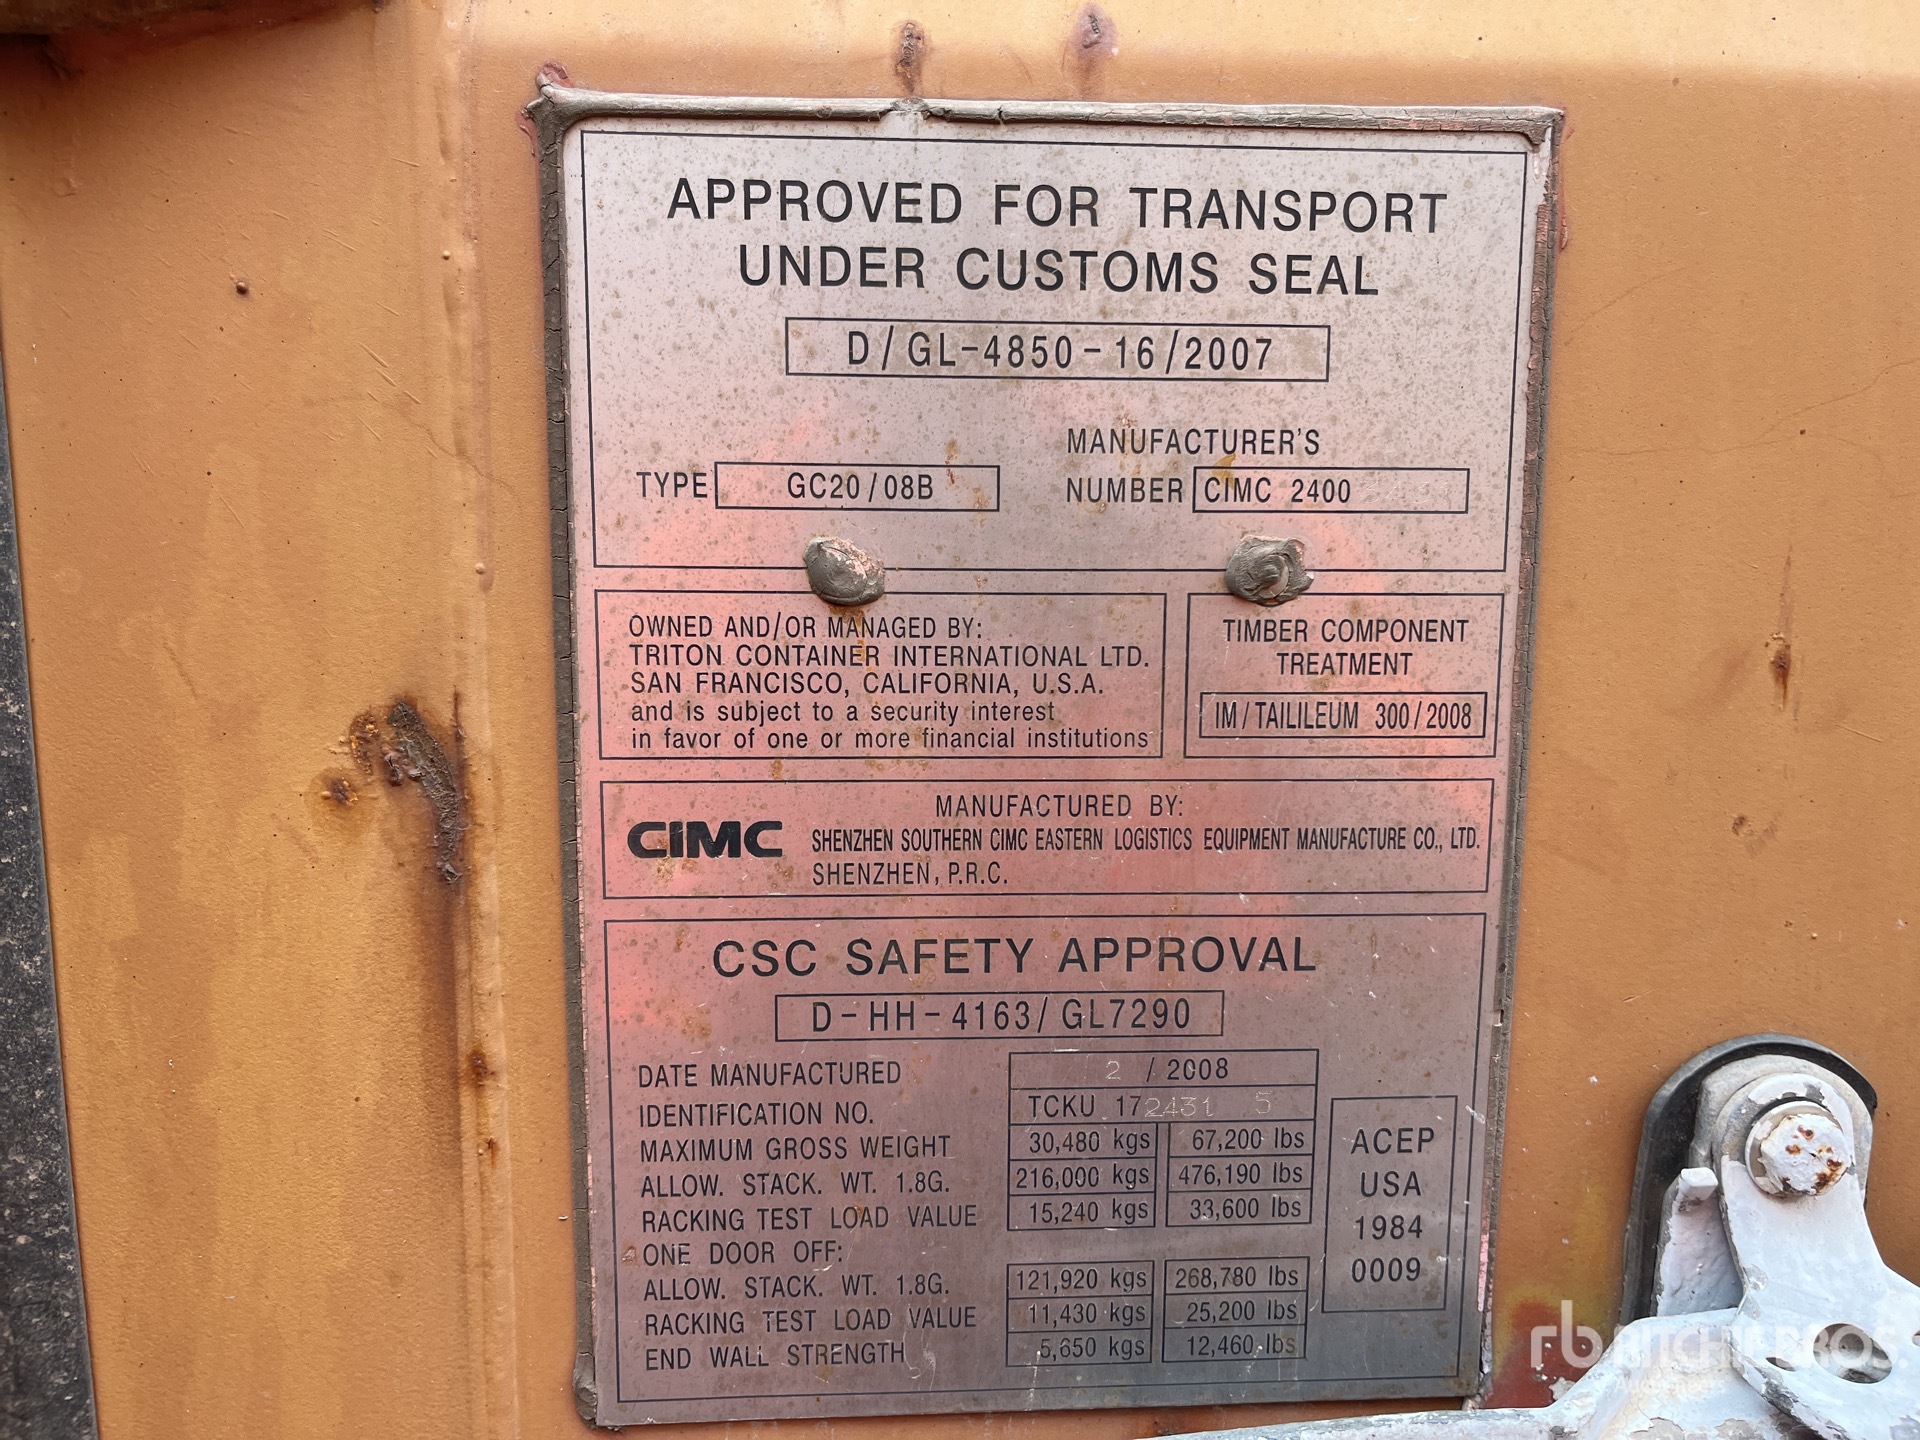 APPROVED FOR TRANSPORT
UNDER CUSTOMS SEAL
D/GL-4850-16/2007
TYPE GC20/08B
MANUFACTURER'S
NUMBER CIMC 2400
OWNED AND/OR MANAGED BY:
TRITON CONTAINER INTERNATIONAL LTD.
SAN FRANCISCO, CALIFORNIA, U.S.A.
and is subject to a security interest
in favor of one or more financial institutions
TIMBER COMPONENT
TREATMENT
IM/TAILILEUM 300/2008
MANUFACTURED BY:
CIMC SHENZHEN SOUTHERN CIMC EASTERN LOGISTICS EQUIPMENT MANUFACTURE CO., LTD.
SHENZHEN, P.R.C.
CSC SAFETY APPROVAL
D-HH-4163/GL7290
DATE MANUFACTURED 2 / 2008
IDENTIFICATION NO. TCKU 172431 5
MAXIMUM GROSS WEIGHT 30,480 kgs 67,200 lbs
ALLOW. STACK. WT. 1.8G. 216,000 kgs 476,190 lbs
RACKING TEST LOAD VALUE 15,240 kgs 33,600 lbs
ONE DOOR OFF:
ALLOW. STACK. WT. 1.8G. 121,920 kgs 268,780 lbs
RACKING TEST LOAD VALUE 11,430 kgs 25,200 lbs
END WALL STRENGTH 5,650 kgs 12,460 lbs
ACEP
USA
1984
0009
rb RITCHIE BROS.